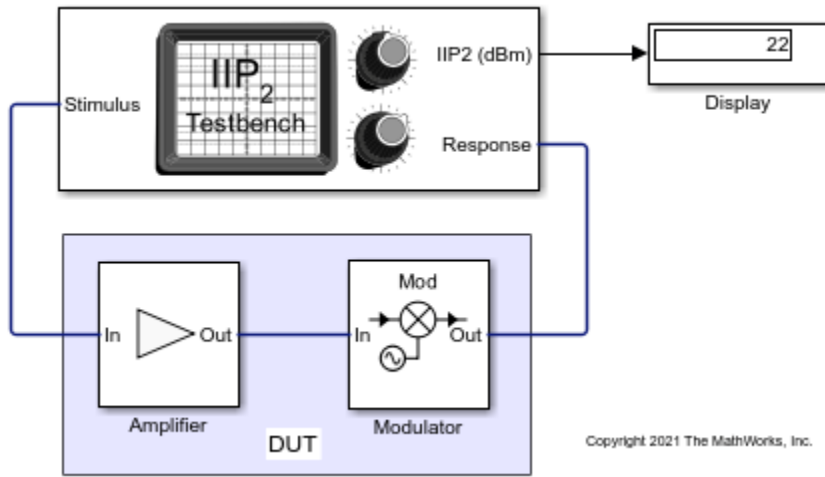 Stimulus
IIP2
Testbench
IIP2 (dBm)
Response
22
Display
Mod
In
Out
In
Out
Amplifier
Modulator
DUT
Copyright 2021 The MathWorks, Inc.